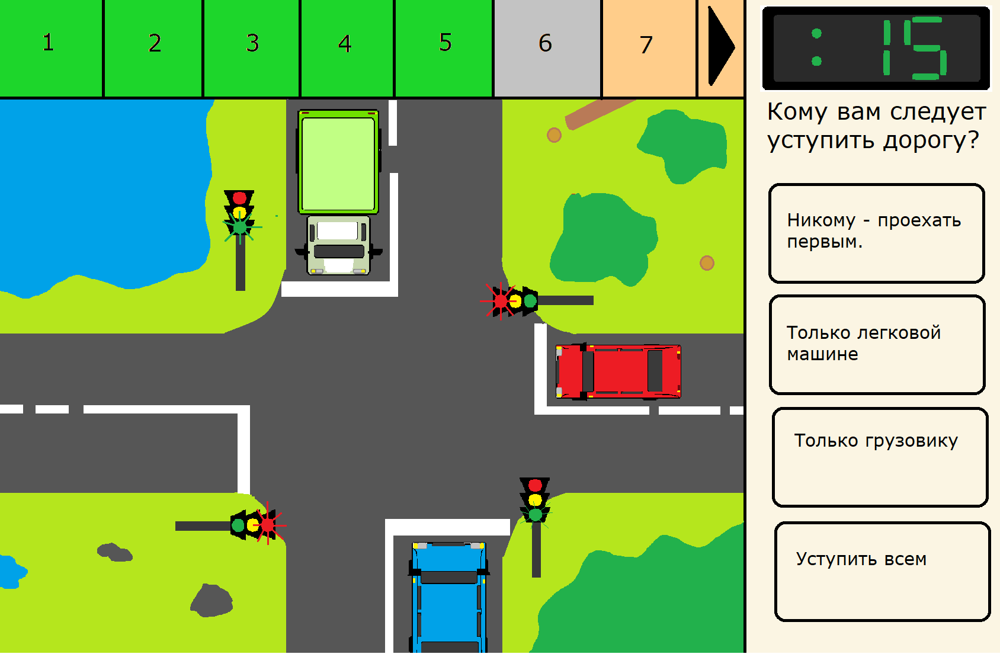 1 2 3 4 5 6 7
: 15
Кому вам следует
уступить дорогу?
Никому - проехать
первым.
Только легковой
машине
Только грузовику
Уступить всем